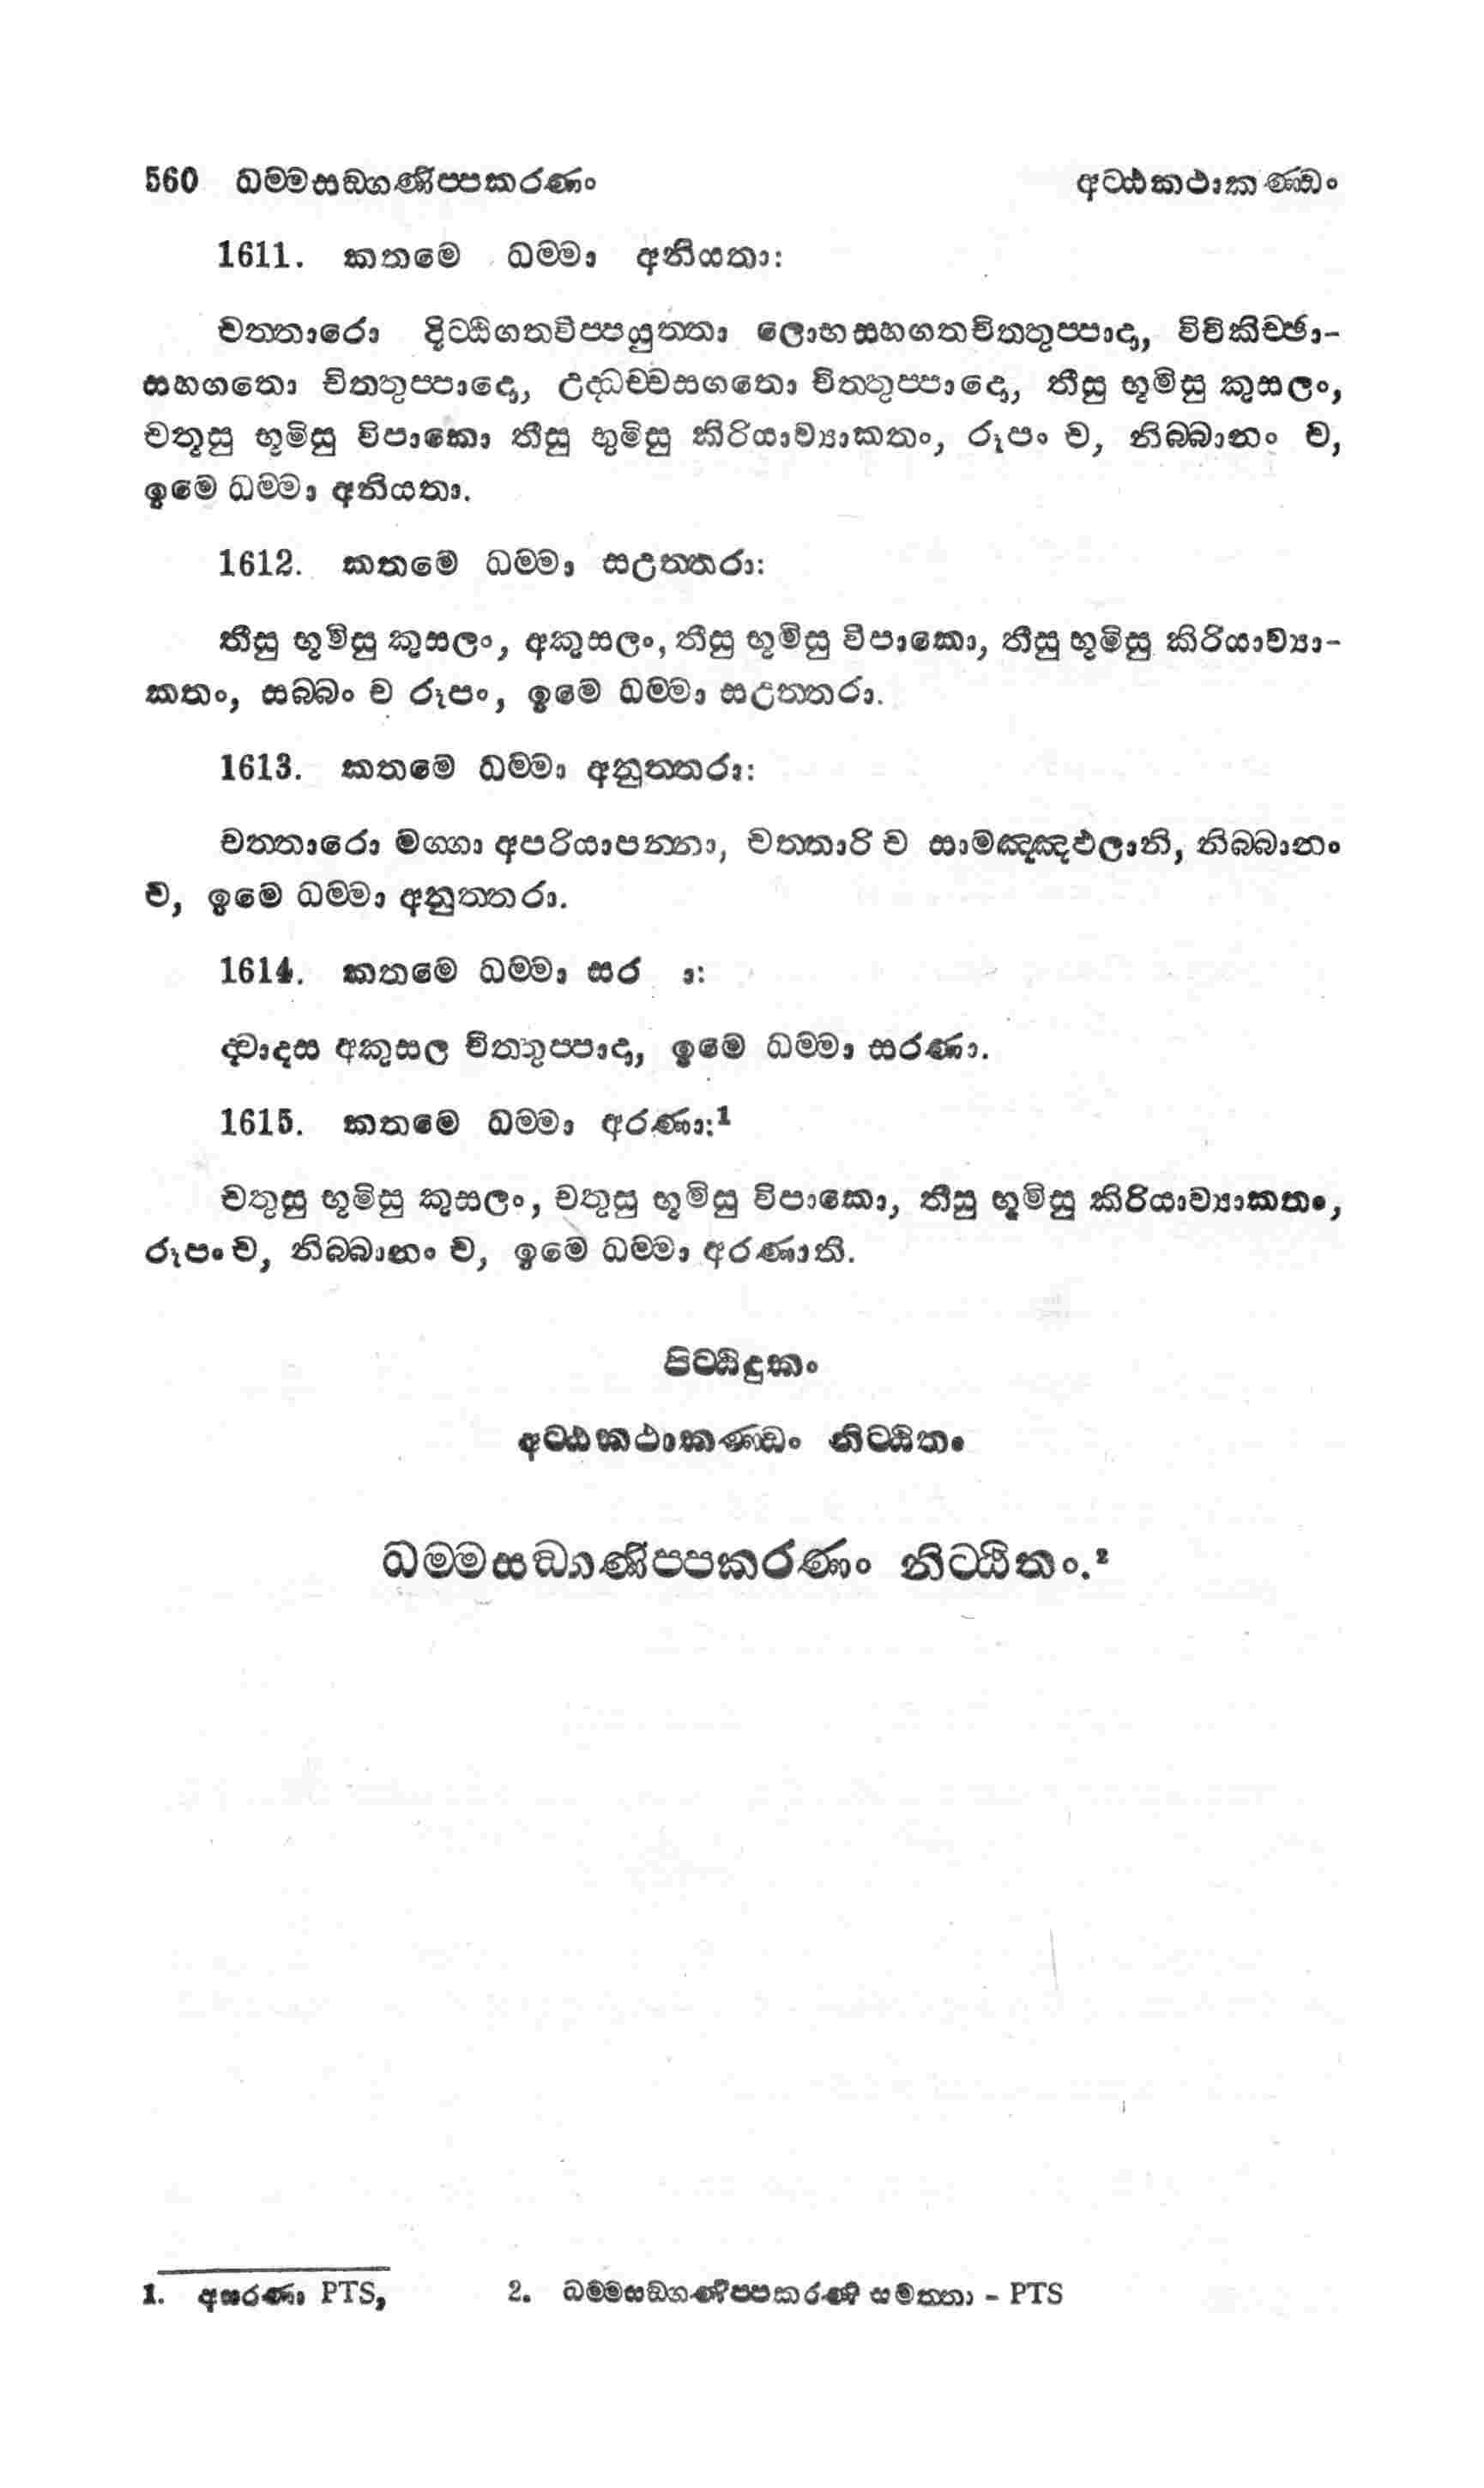 560 ධම්මසඞ්ගණිප්පකරණං අට්ඨකථාකණ්ඩං
1611. කතමෙ ධම්මා අනියතා:
චත්තාරො දිට්ඨිගතවිප්පයුත්තා ලොභසහගතචිත්තුප්පාදා, විචිකිච්ඡා-
සහගතො චිත්තුප්පාදො, උද්ධච්චසගතො චිත්තුප්පාදො, තීසු භූමිසු කුසලං,
චතූසු භූමිසු විපාකො තීසු භූමිසු කිරියාව්‍යාකතං, රූපං ච, නිබ්බානං ච,
ඉමෙ ධම්මා අනියතා.
1612. කතමෙ ධම්මා සඋත්තරා:
තීසු භූමිසු කුසලං, අකුසලං, තීසු භූමිසු විපාකො, තීසු භූමිසු කිරියාව්‍යා-
කතං, සබ්බං ච රූපං, ඉමෙ ධම්මා සඋත්තරා.
1613. කතමෙ ධම්මා අනුත්තරා:
චත්තාරො මග්ගා අපරියාපන්නා, චත්තාරි ච සාමඤ්ඤඵලානි, නිබ්බානං
ච, ඉමෙ ධම්මා අනුත්තරා.
1614. කතමෙ ධම්මා සර ා:
ද්වාදස අකුසල චිත්තුප්පාදා, ඉමෙ ධම්මා සරණා.
1615. කතමෙ ධම්මා අරණා:¹
චතුසු භූමිසු කුසලං, චතුසු භූමිසු විපාකො, තීසු භූමිසු කිරියාව්‍යාකතං,
රූපං ච, නිබ්බානං ච, ඉමෙ ධම්මා අරණාති.
පිට්ඨිදුකං
අට්ඨකථාකණ්ඩං නිට්ඨිතං
ධම්මසඞ්ගණිප්පකරණං නිට්ඨිතං.²
1. අසරණා PTS, 2. ධම්මසඞ්ගණිප්පකරණි සමත්තා - PTS